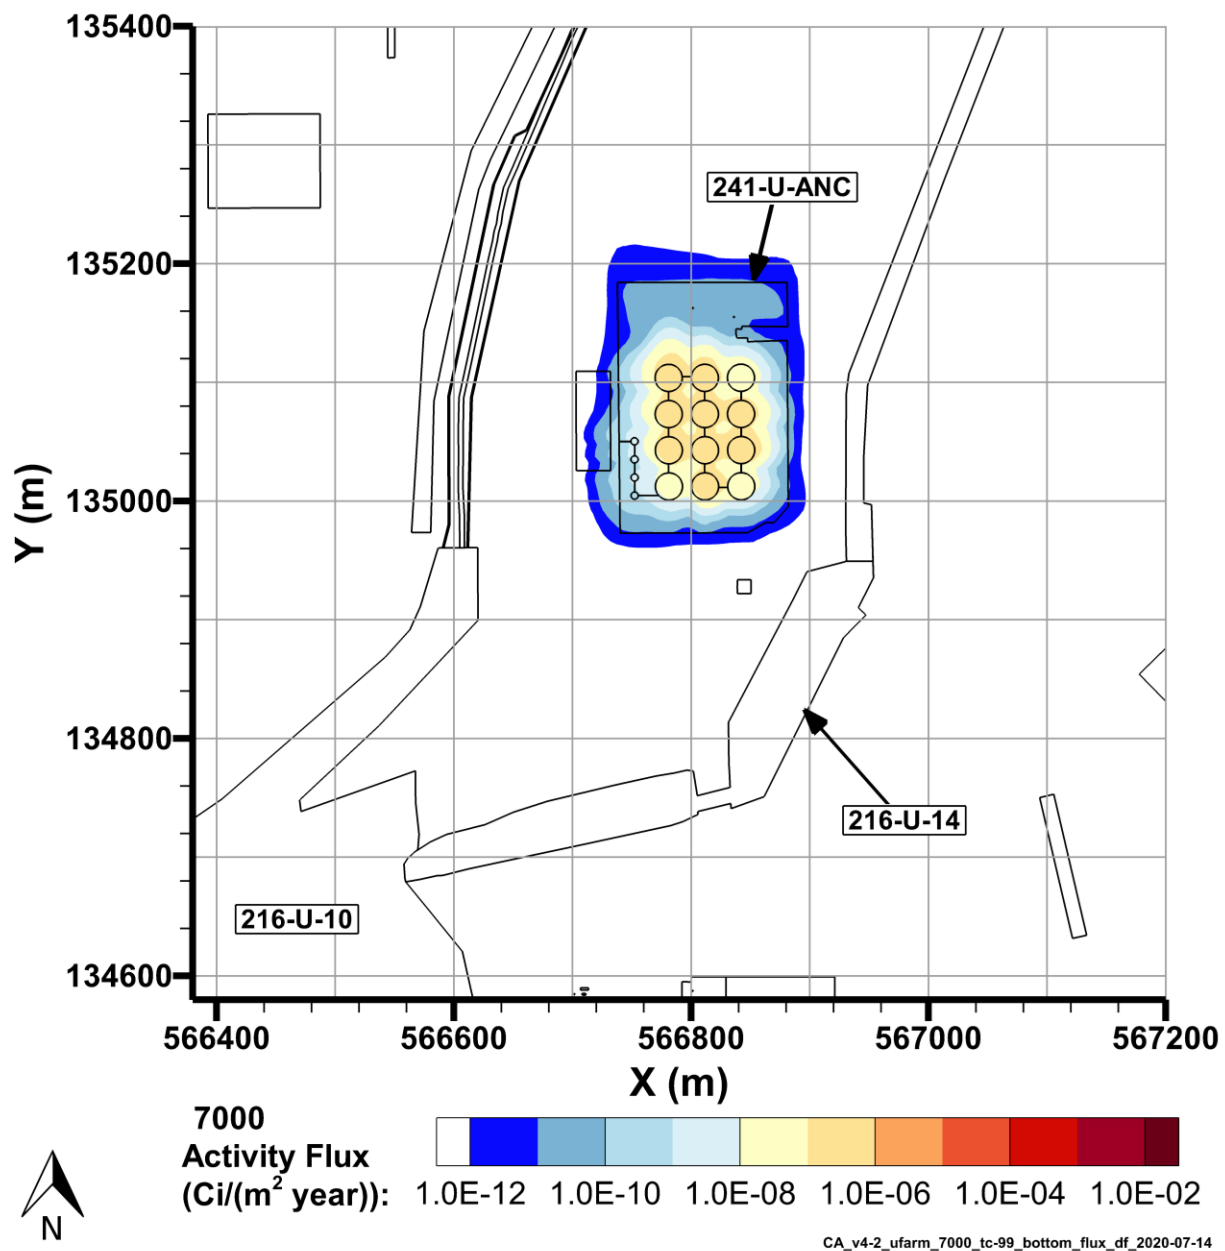 135400
241-U-ANC
135200
135000
Y (m)
134800
216-U-14
216-U-10
134600
566400 566600 566800 567000 567200
X (m)
7000
Activity Flux
(Ci/(m² year)):
1.0E-12 1.0E-10 1.0E-08 1.0E-06 1.0E-04 1.0E-02
N
CA_v4-2_ufarm_7000_tc-99_bottom_flux_df_2020-07-14